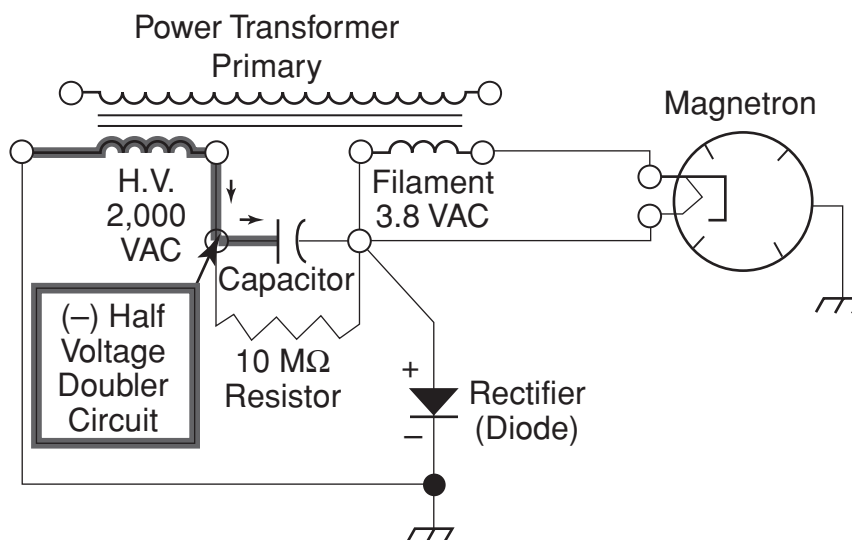 Power Transformer
Primary
Magnetron
H.V.
2,000
VAC
Filament
3.8 VAC
Capacitor
(–) Half
Voltage
Doubler
Circuit
10 MΩ
Resistor
+
Rectifier
(Diode)
–